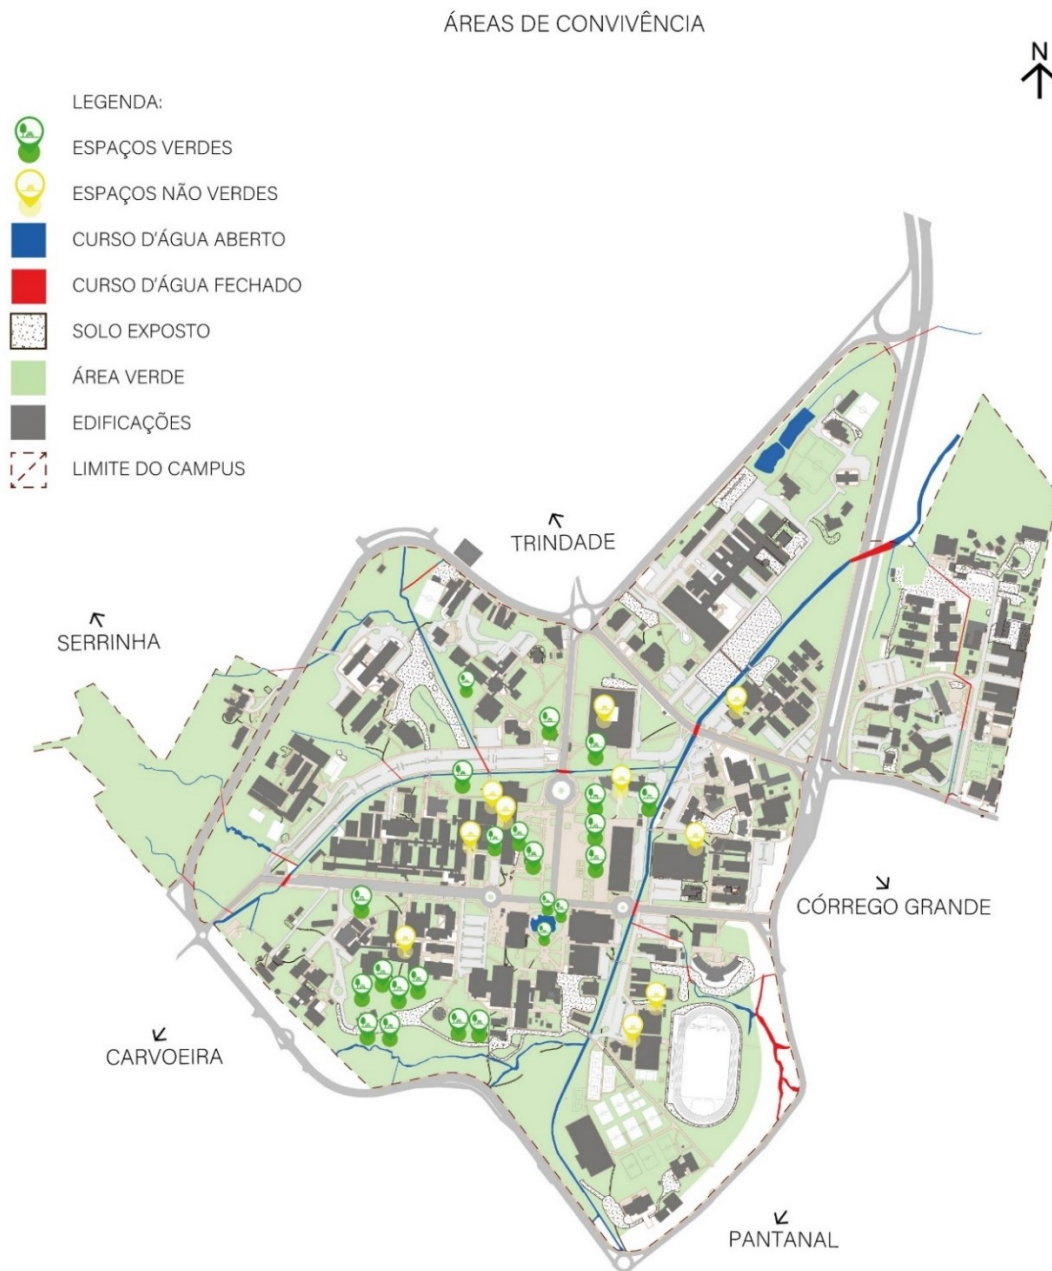 ÁREAS DE CONVIVÊNCIA
N
LEGENDA:
ESPAÇOS VERDES
ESPAÇOS NÃO VERDES
CURSO D'ÁGUA ABERTO
CURSO D'ÁGUA FECHADO
SOLO EXPOSTO
ÁREA VERDE
EDIFICAÇÕES
LIMITE DO CAMPUS
TRINDADE
SERRINHA
CÓRREGO GRANDE
CARVOEIRA
PANTANAL